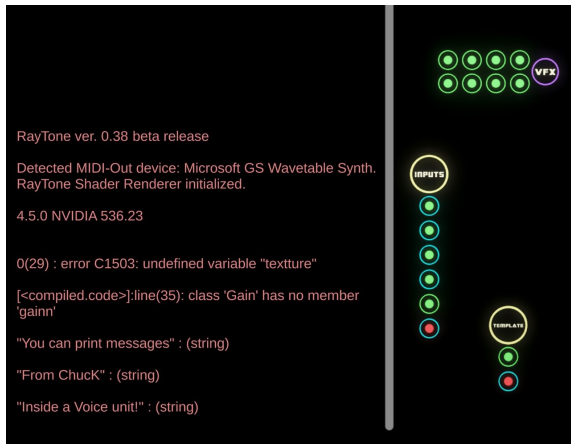 RayTone ver. 0.38 beta release
Detected MIDI-Out device: Microsoft GS Wavetable Synth.
RayTone Shader Renderer initialized.
4.5.0 NVIDIA 536.23
0(29) : error C1503: undefined variable "textture"
[<compiled.code>]:line(35): class 'Gain' has no member
'gainn'
"You can print messages" : (string)
"From ChucK" : (string)
"Inside a Voice unit!" : (string)
VFX
INPUTS
TEMPLATE